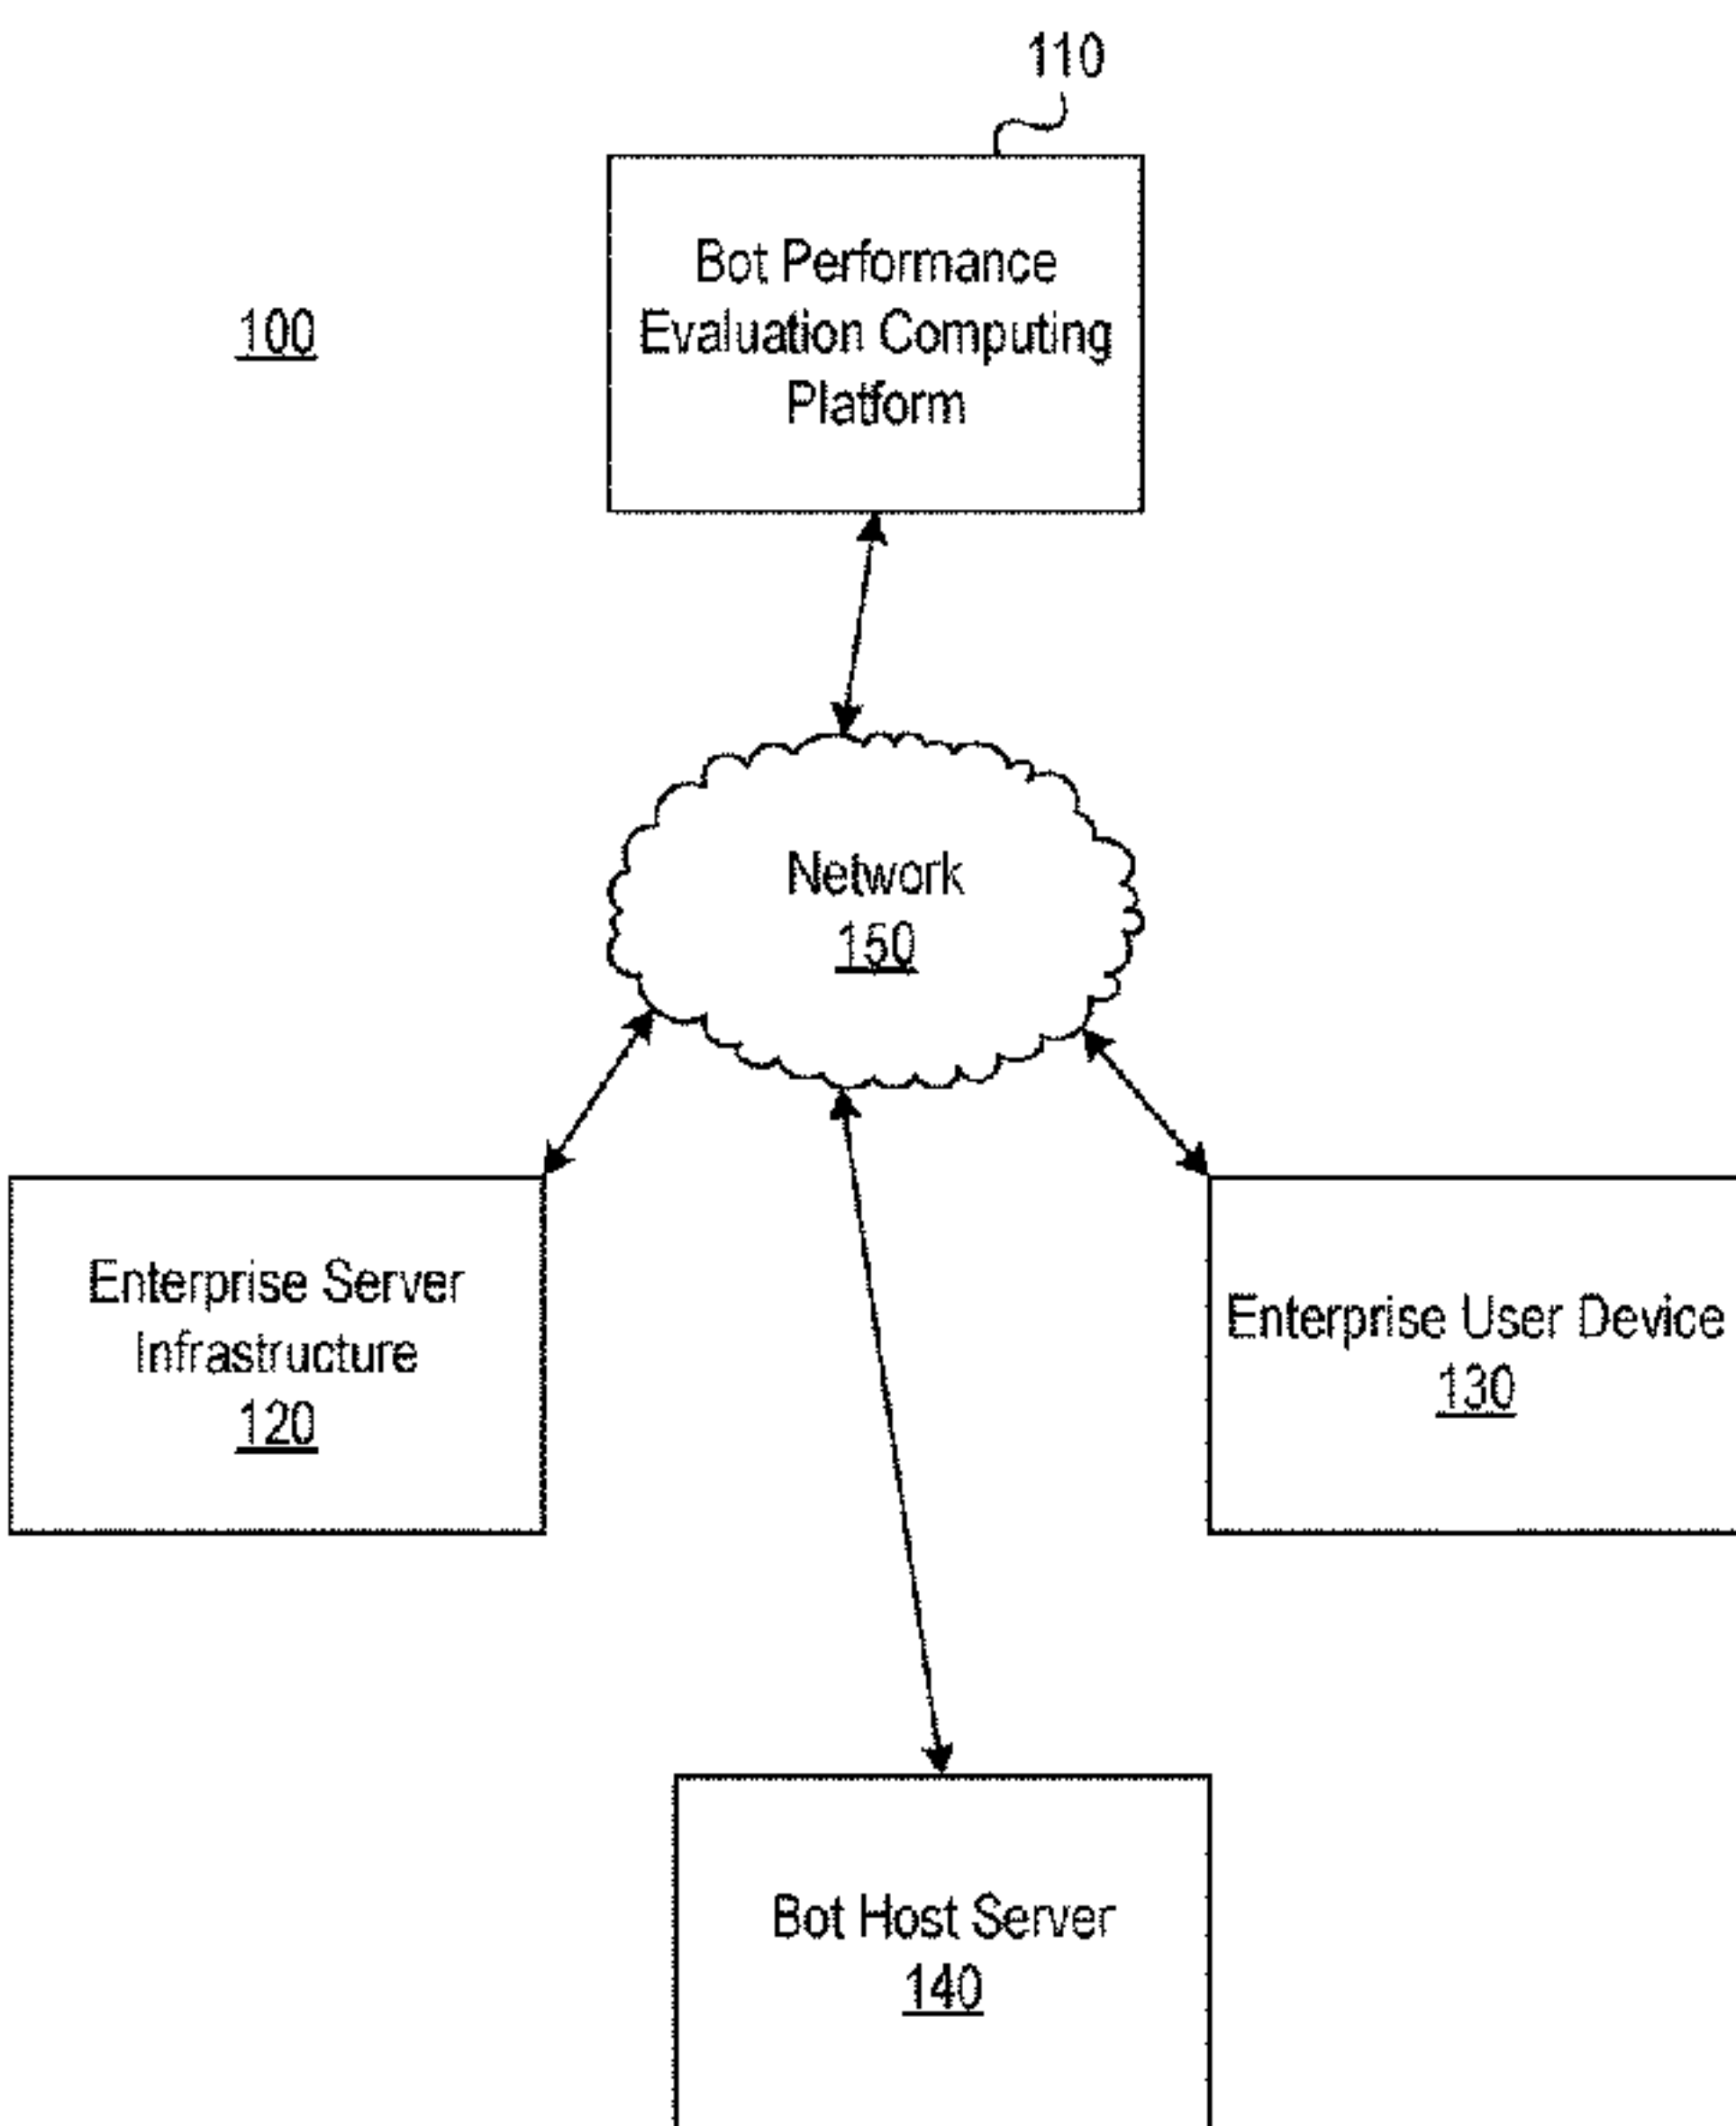 110
100
Bot Performance
Evaluation Computing
Platform
Network
150
Enterprise Server
Infrastructure
120
Enterprise User Device
130
Bot Host Server
140